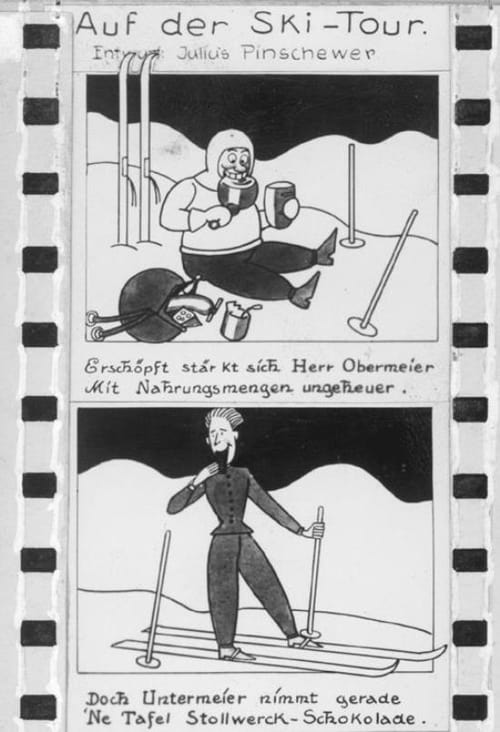 Auf der Ski-Tour.
Entwurf: Julius Pinschewer
Erschöpft stärkt sich Herr Obermeier
Mit Nahrungsmengen ungeheuer.
Doch Untermeier nimmt gerade
'Ne Tafel Stollwerck-Schokolade.